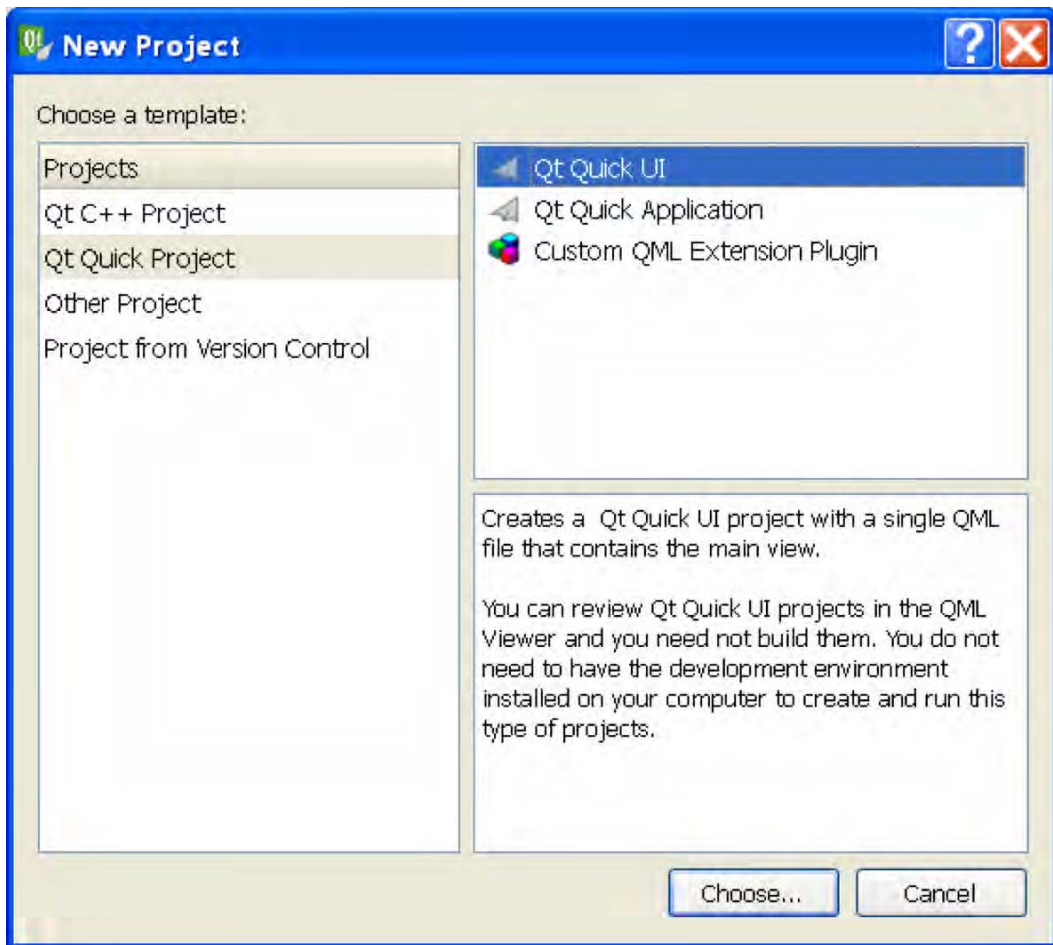 Qt New Project ?
Choose a template:
Projects
Qt C++ Project
Qt Quick Project
Other Project
Project from Version Control
Qt Quick UI
Qt Quick Application
Custom QML Extension Plugin
Creates a  Qt Quick UI project with a single QML
file that contains the main view.
You can review Qt Quick UI projects in the QML
Viewer and you need not build them. You do not
need to have the development environment
installed on your computer to create and run this
type of projects.
Choose... Cancel